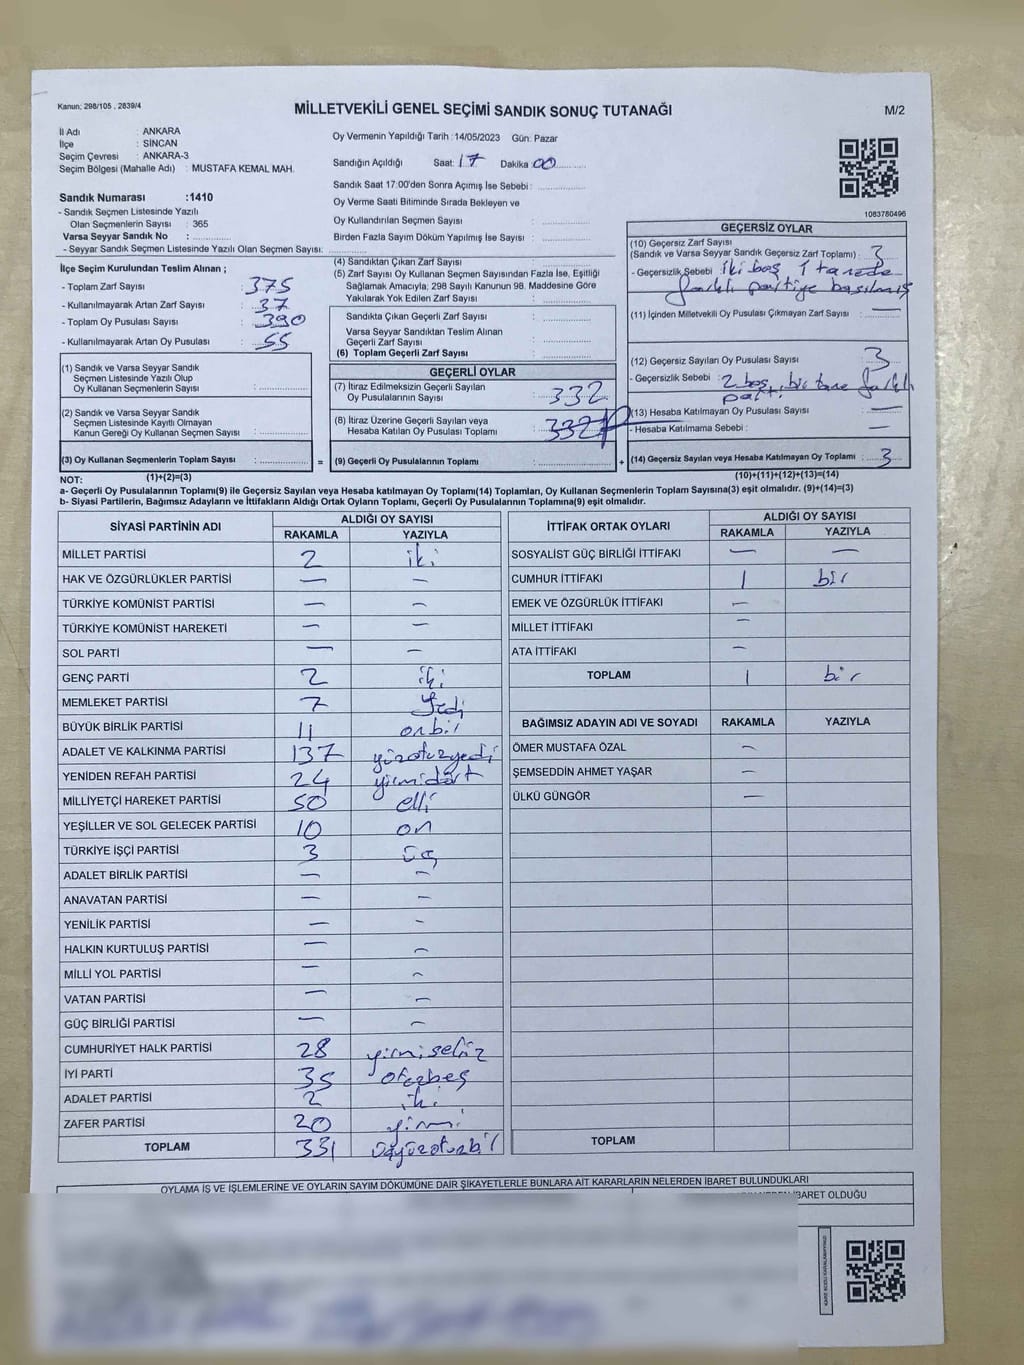 Kanun; 298/105 , 2839/4
MİLLETVEKİLİ GENEL SEÇİMİ SANDIK SONUÇ TUTANAĞI
M/2
İl Adı : ANKARA
İlçe : SİNCAN
Seçim Çevresi : ANKARA-3
Seçim Bölgesi (Mahalle Adı) : MUSTAFA KEMAL MAH.
Oy Vermenin Yapıldığı Tarih : 14/05/2023 Gün: Pazar
Sandığın Açıldığı Saat: 17 Dakika 00
Sandık Saat 17:00'den Sonra Açımış İse Sebebi :
Oy Verme Saati Bitiminde Sırada Bekleyen ve
Oy Kullandırılan Seçmen Sayısı :
Birden Fazla Sayım Döküm Yapılmış İse Sayısı :
1083780496
Sandık Numarası :1410
- Sandık Seçmen Listesinde Yazılı
Olan Seçmenlerin Sayısı : 365
Varsa Seyyar Sandık No :
- Seyyar Sandık Seçmen Listesinde Yazılı Olan Seçmen Sayısı:
İlçe Seçim Kurulundan Teslim Alınan ;
- Toplam Zarf Sayısı : 375
- Kullanılmayarak Artan Zarf Sayısı : 37
- Toplam Oy Pusulası Sayısı : 390
- Kullanılmayarak Artan Oy Pusulası : 55
(1) Sandık ve Varsa Seyyar Sandık
Seçmen Listesinde Yazılı Olup
Oy Kullanan Seçmenlerin Sayısı :
(2) Sandık ve Varsa Seyyar Sandık
Seçmen Listesinde Kayıtlı Olmayan
Kanun Gereği Oy Kullanan Seçmen Sayısı :
(3) Oy Kullanan Seçmenlerin Toplam Sayısı : =
(4) Sandıktan Çıkan Zarf Sayısı :
(5) Zarf Sayısı Oy Kullanan Seçmen Sayısından Fazla İse, Eşitliği
Sağlamak Amacıyla; 298 Sayılı Kanunun 98. Maddesine Göre
Yakılarak Yok Edilen Zarf Sayısı :
Sandıkta Çıkan Geçerli Zarf Sayısı :
Varsa Seyyar Sandıktan Teslim Alınan
Geçerli Zarf Sayısı :
(6) Toplam Geçerli Zarf Sayısı :
GEÇERLİ OYLAR
(7) İtiraz Edilmeksizin Geçerli Sayılan
Oy Pusulalarının Sayısı : 332
(8) İtiraz Üzerine Geçerli Sayılan veya
Hesaba Katılan Oy Pusulası Toplamı : 332
(9) Geçerli Oy Pusulalarının Toplamı : +
GEÇERSİZ OYLAR
(10) Geçersiz Zarf Sayısı
(Sandık ve Varsa Seyyar Sandık Geçersiz Zarf Toplamı) : 3
- Geçersizlik Sebebi : iki boş, 1 tanede
farklı partiye basılmış
(11) İçinden Milletvekili Oy Pusulası Çıkmayan Zarf Sayısı : —
(12) Geçersiz Sayılan Oy Pusulası Sayısı : 3
- Geçersizlik Sebebi : 2 boş, bir tane farklı
parti
(13) Hesaba Katılmayan Oy Pusulası Sayısı : —
- Hesaba Katılmama Sebebi : —
(14) Geçersiz Sayılan veya Hesaba Katılmayan Oy Toplamı : 3
NOT: (1)+(2)=(3) (10)+(11)+(12)+(13)=(14)
a- Geçerli Oy Pusulalarının Toplamı(9) ile Geçersiz Sayılan veya Hesaba Katılmayan Oy Toplamı(14) Toplamları, Oy Kullanan Seçmenlerin Toplam Sayısına(3) eşit olmalıdır. (9)+(14)=(3)
b- Siyasi Partilerin, Bağımsız Adayların ve İttifakların Aldığı Ortak Oyların Toplamı, Geçerli Oy Pusulalarının Toplamına(9) eşit olmalıdır.
SİYASİ PARTİNİN ADI ALDIĞI OY SAYISI
RAKAMLA YAZIYLA
MİLLET PARTİSİ 2 iki
HAK VE ÖZGÜRLÜKLER PARTİSİ — —
TÜRKİYE KOMÜNİST PARTİSİ — —
TÜRKİYE KOMÜNİST HAREKETİ — —
SOL PARTİ — —
GENÇ PARTİ 2 iki
MEMLEKET PARTİSİ 7 Yedi
BÜYÜK BİRLİK PARTİSİ 11 onbir
ADALET VE KALKINMA PARTİSİ 137 yüzotuzyedi
YENİDEN REFAH PARTİSİ 24 yirmidört
MİLLİYETÇİ HAREKET PARTİSİ 50 elli
YEŞİLLER VE SOL GELECEK PARTİSİ 10 on
TÜRKİYE İŞÇİ PARTİSİ 3 üç
ADALET BİRLİK PARTİSİ — —
ANAVATAN PARTİSİ — —
YENİLİK PARTİSİ — —
HALKIN KURTULUŞ PARTİSİ — —
MİLLİ YOL PARTİSİ — —
VATAN PARTİSİ — —
GÜÇ BİRLİĞİ PARTİSİ — —
CUMHURİYET HALK PARTİSİ 28 yirmisekiz
İYİ PARTİ 35 otuzbeş
ADALET PARTİSİ 2 iki
ZAFER PARTİSİ 20 yirmi
TOPLAM 331 üçyüzotuzbir
İTTİFAK ORTAK OYLARI ALDIĞI OY SAYISI
RAKAMLA YAZIYLA
SOSYALİST GÜÇ BİRLİĞİ İTTİFAKI — —
CUMHUR İTTİFAKI 1 bir
EMEK VE ÖZGÜRLÜK İTTİFAKI —
MİLLET İTTİFAKI —
ATA İTTİFAKI —
TOPLAM 1 bir
BAĞIMSIZ ADAYIN ADI VE SOYADI RAKAMLA YAZIYLA
ÖMER MUSTAFA ÖZAL —
ŞEMSEDDİN AHMET YAŞAR —
ÜLKÜ GÜNGÖR —
TOPLAM
OYLAMA İŞ VE İŞLEMLERİNE VE OYLARIN SAYIM DÖKÜMÜNE DAİR ŞİKAYETLERLE BUNLARA AİT KARARLARIN NELERDEN İBARET BULUNDUKLARI
İBARET OLDUĞU